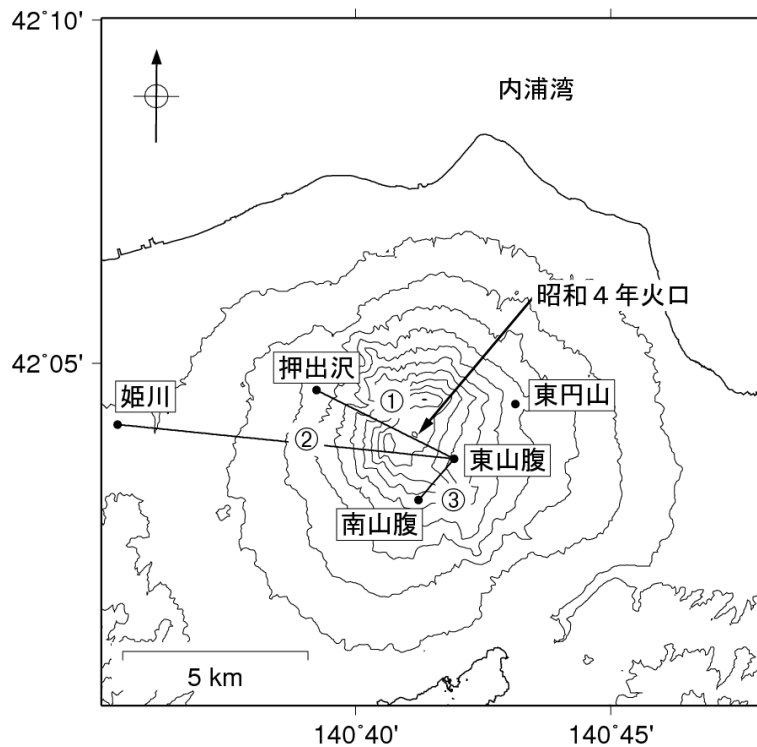 42°10'
内浦湾
昭和４年火口
42°05'
押出沢
姫川
①
東円山
②
東山腹
③
南山腹
5 km
140°40'
140°45'